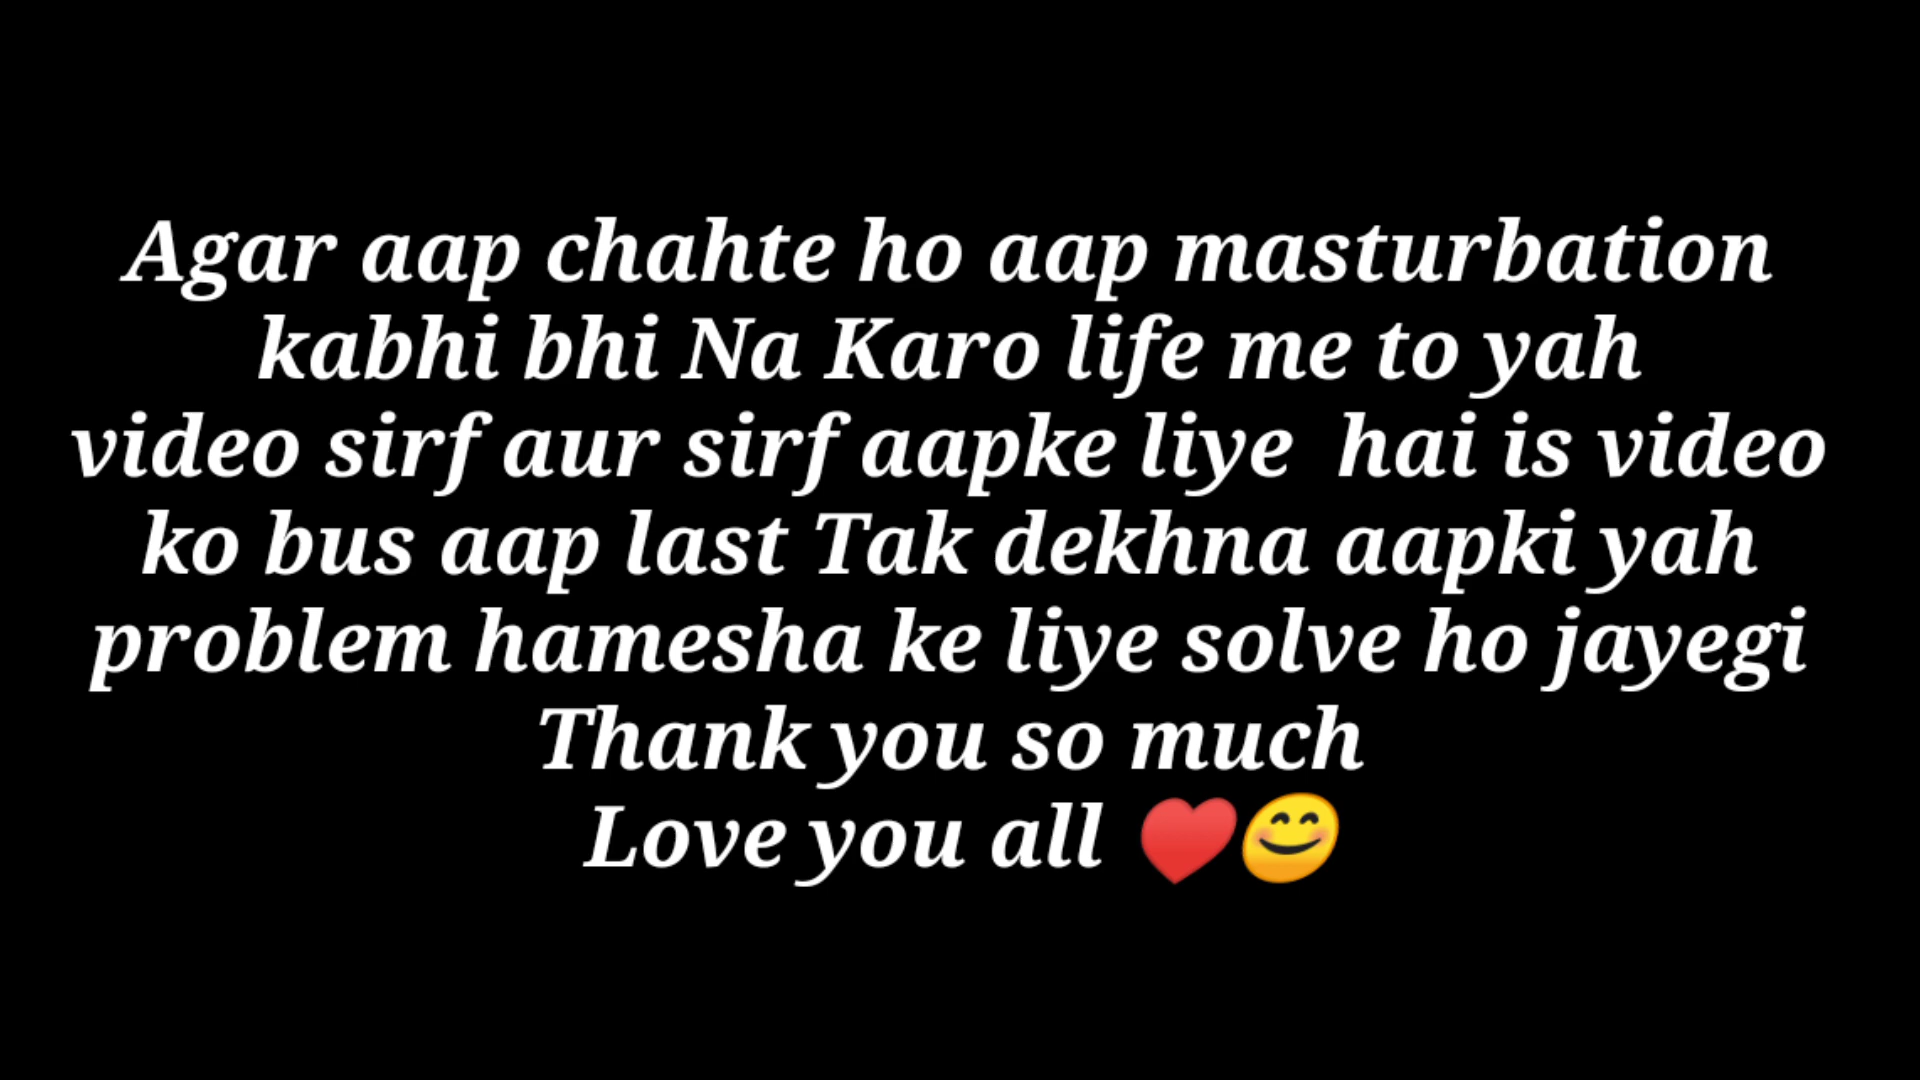 Agar aap chahte ho aap masturbation
kabhi bhi Na Karo life me to yah
video sirf aur sirf aapke liye  hai is video
ko bus aap last Tak dekhna aapki yah
problem hamesha ke liye solve ho jayegi
Thank you so much
Love you all ♥️😊